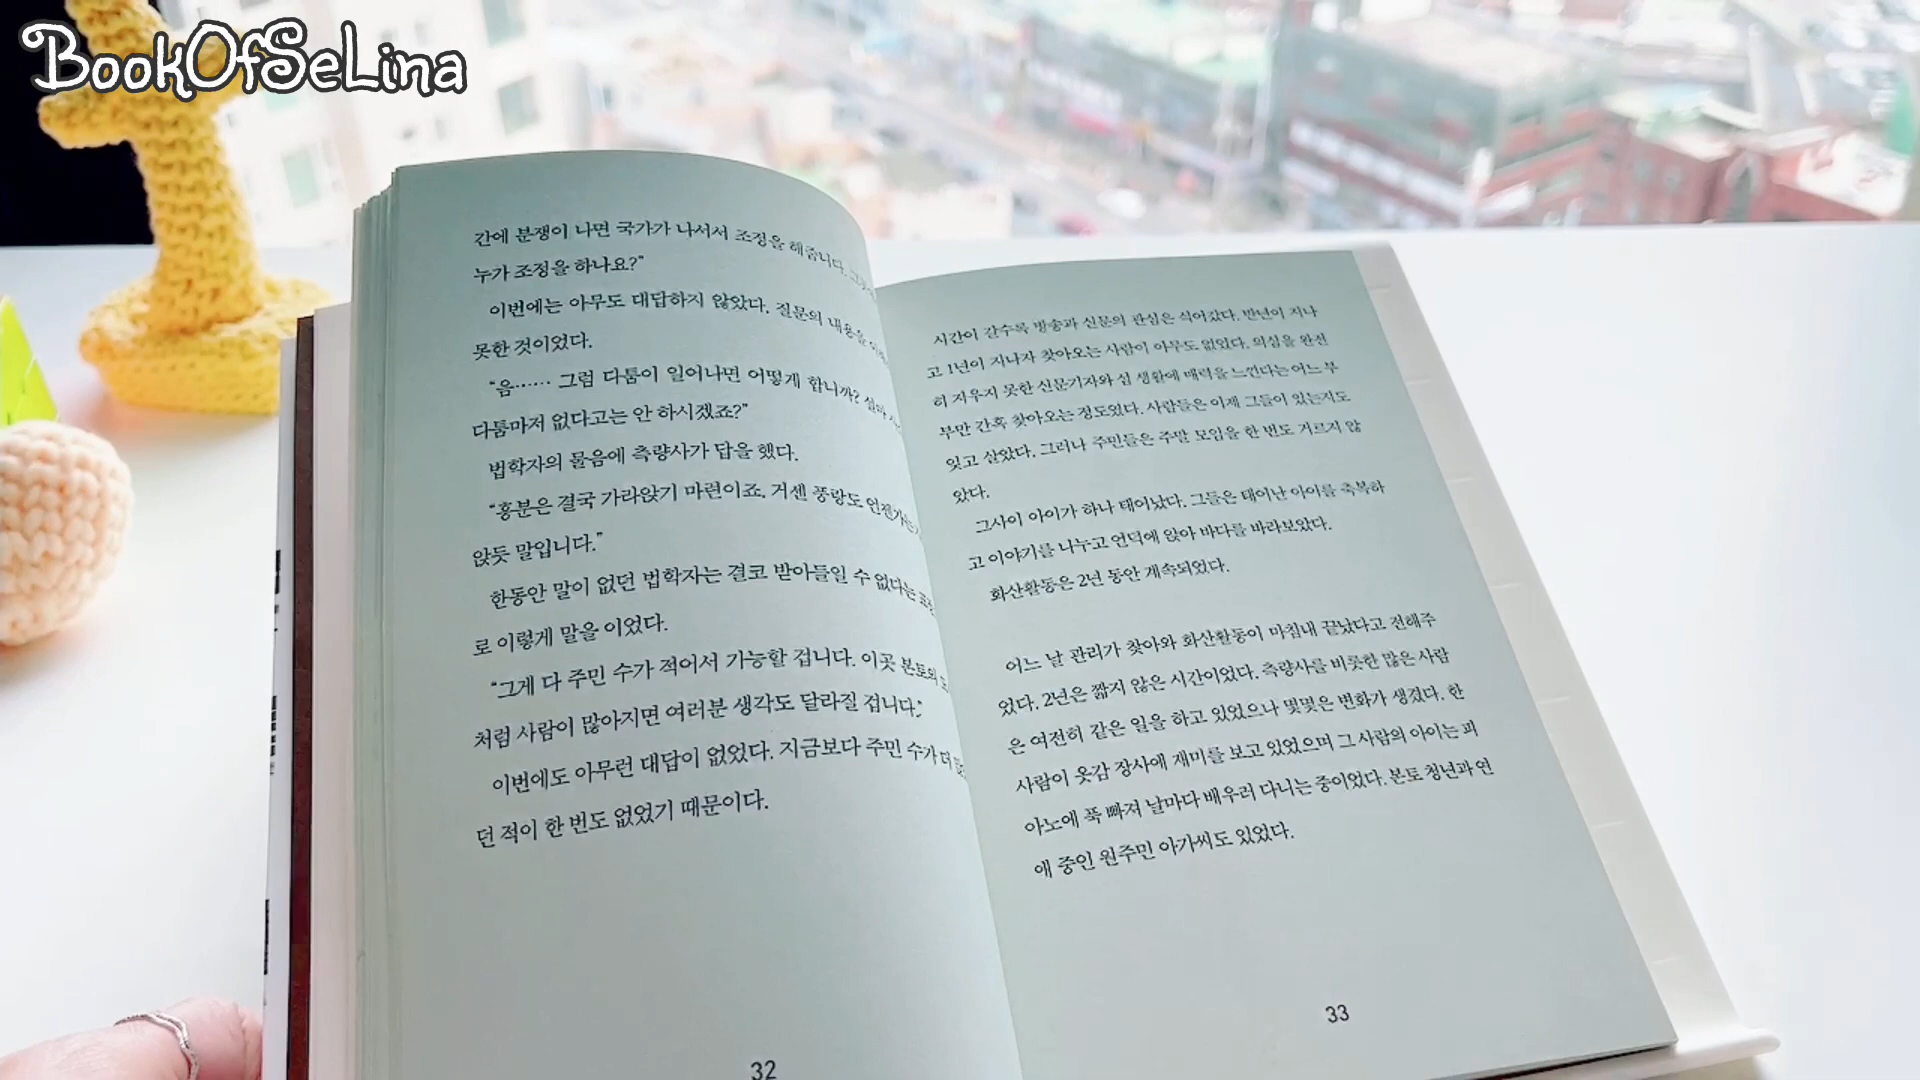 BookOfSeLina
간에 분쟁이 나면 국가가 나서서 조정을 해줍니다.
누가 조정을 하나요?"
이번에는 아무도 대답하지 않았다. 질문의 내용을
못한 것이었다.
"음…… 그럼 다툼이 일어나면 어떻게 합니까? 설마
다툼마저 없다고는 안 하시겠죠?"
법학자의 물음에 측량사가 답을 했다.
"흥분은 결국 가라앉기 마련이죠. 거센 풍랑도 언젠가는
앉듯 말입니다."
한동안 말이 없던 법학자는 결코 받아들일 수 없다는
로 이렇게 말을 이었다.
"그게 다 주민 수가 적어서 가능할 겁니다. 이곳 본토의
처럼 사람이 많아지면 여러분 생각도 달라질 겁니다."
이번에도 아무런 대답이 없었다. 지금보다 주민 수가 더
던 적이 한 번도 없었기 때문이다.
32
시간이 갈수록 방송과 신문의 관심은 식어갔다. 반년이 지나
고 1년이 지나자 찾아오는 사람이 아무도 없었다. 의심을 완전
히 지우지 못한 신문기자와 섬 생활에 매력을 느낀다는 어느 부
부만 간혹 찾아오는 정도였다. 사람들은 이제 그들이 있는지도
잊고 살았다. 그러나 주민들은 주말 모임을 한 번도 거르지 않
았다.
그사이 아이가 하나 태어났다. 그들은 태어난 아이를 축복하
고 이야기를 나누고 언덕에 앉아 바다를 바라보았다.
화산활동은 2년 동안 계속되었다.
어느 날 관리가 찾아와 화산활동이 마침내 끝났다고 전해주
었다. 2년은 짧지 않은 시간이었다. 측량사를 비롯한 많은 사람
은 여전히 같은 일을 하고 있었으나 몇몇은 변화가 생겼다. 한
사람이 옷감 장사에 재미를 보고 있었으며 그 사람의 아이는 피
아노에 푹 빠져 날마다 배우러 다니는 중이었다. 본토 청년과 연
애 중인 원주민 아가씨도 있었다.
33